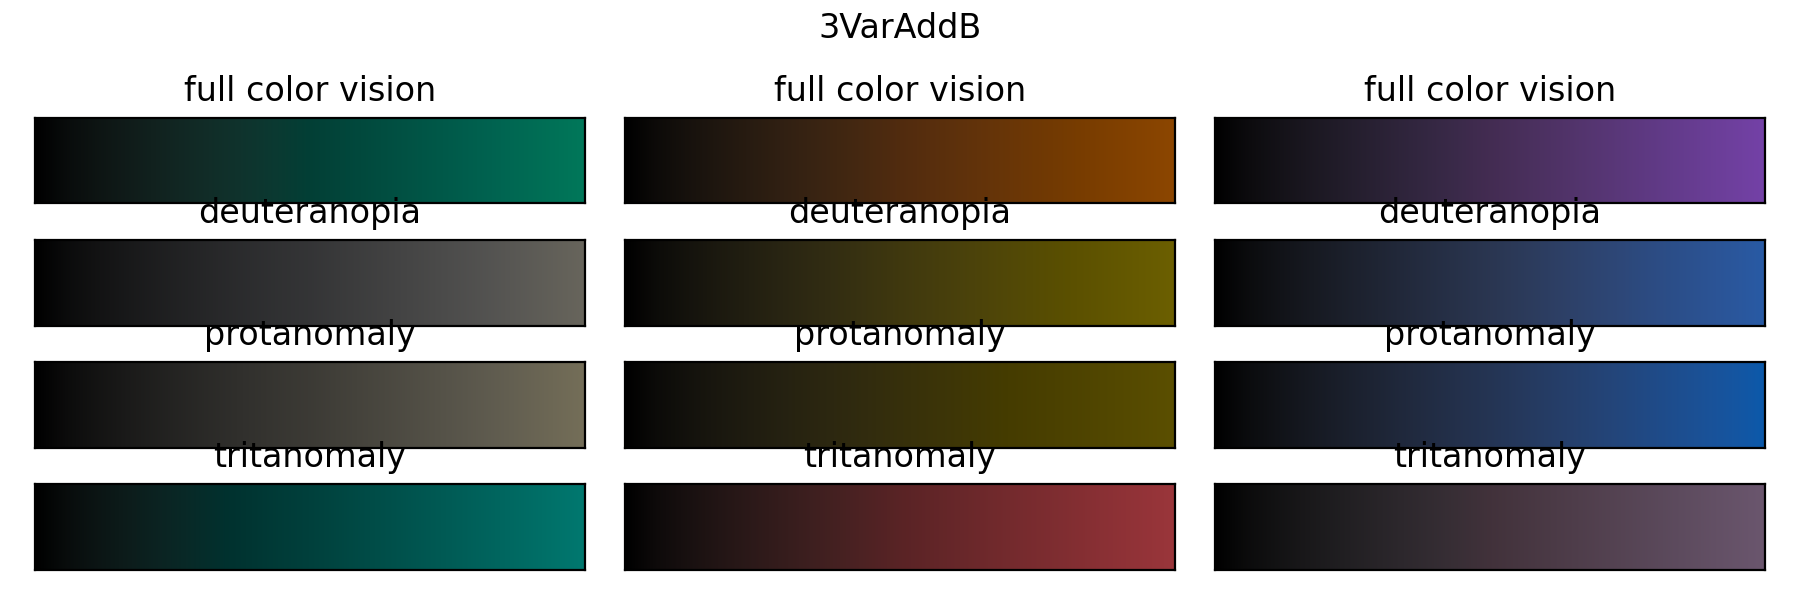 3VarAddB
full color vision full color vision full color vision
deuteranopia deuteranopia deuteranopia
protanomaly protanomaly protanomaly
tritanomaly tritanomaly tritanomaly